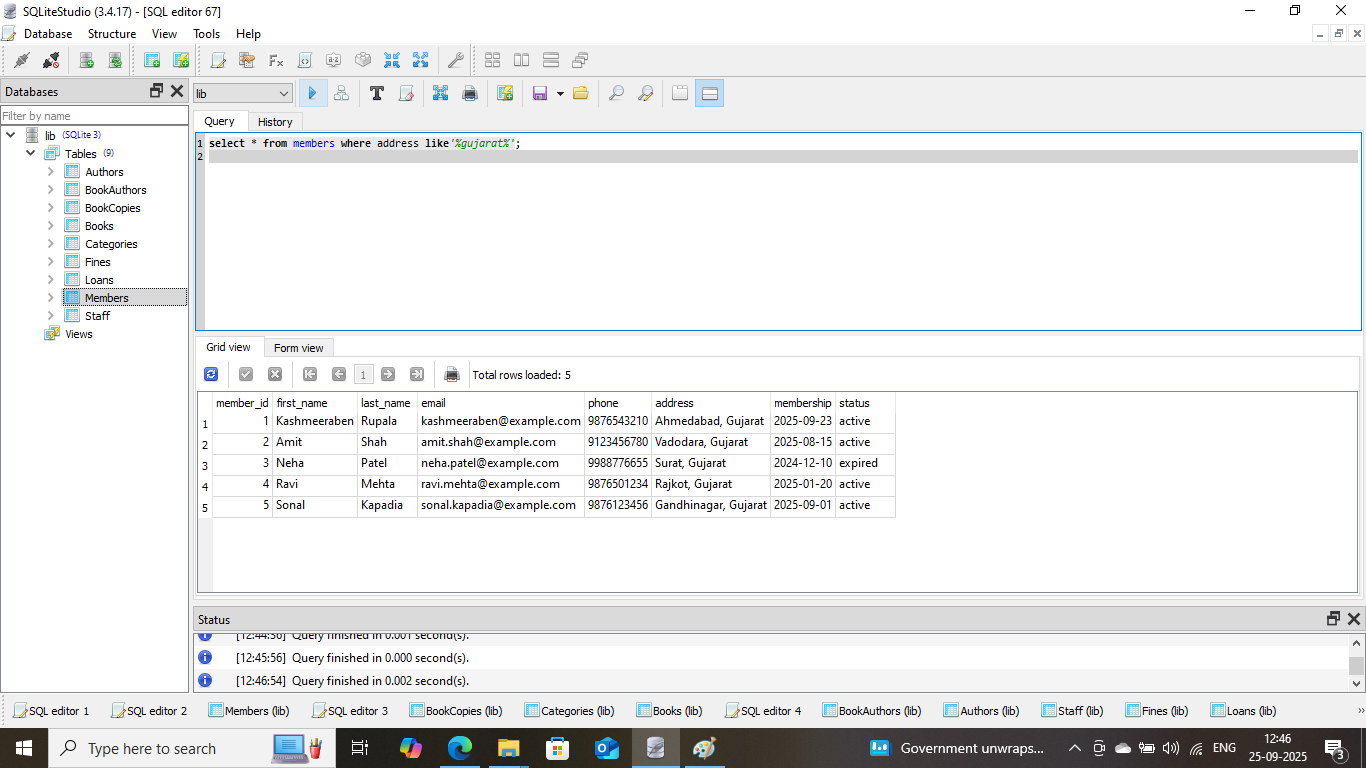 SQLiteStudio (3.4.17) - [SQL editor 67]
Database Structure View Tools Help
Databases
lib
Filter by name
Query History
lib (SQLite 3)
Tables (9)
Authors
BookAuthors
BookCopies
Books
Categories
Fines
Loans
Members
Staff
Views
1 select * from members where address like'%gujarat%';
2
Grid view Form view
1 Total rows loaded: 5
member_id first_name last_name email phone address membership status
1 1 Kashmeeraben Rupala kashmeeraben@example.com 9876543210 Ahmedabad, Gujarat 2025-09-23 active
2 2 Amit Shah amit.shah@example.com 9123456780 Vadodara, Gujarat 2025-08-15 active
3 3 Neha Patel neha.patel@example.com 9988776655 Surat, Gujarat 2024-12-10 expired
4 4 Ravi Mehta ravi.mehta@example.com 9876501234 Rajkot, Gujarat 2025-01-20 active
5 5 Sonal Kapadia sonal.kapadia@example.com 9876123456 Gandhinagar, Gujarat 2025-09-01 active
Status
[12:44:56] Query finished in 0.001 second(s).
[12:45:56] Query finished in 0.000 second(s).
[12:46:54] Query finished in 0.002 second(s).
SQL editor 1 SQL editor 2 Members (lib) SQL editor 3 BookCopies (lib) Categories (lib) Books (lib) SQL editor 4 BookAuthors (lib) Authors (lib) Staff (lib) Fines (lib) Loans (lib) »
Type here to search Government unwraps... ENG 12:46
25-09-2025 3